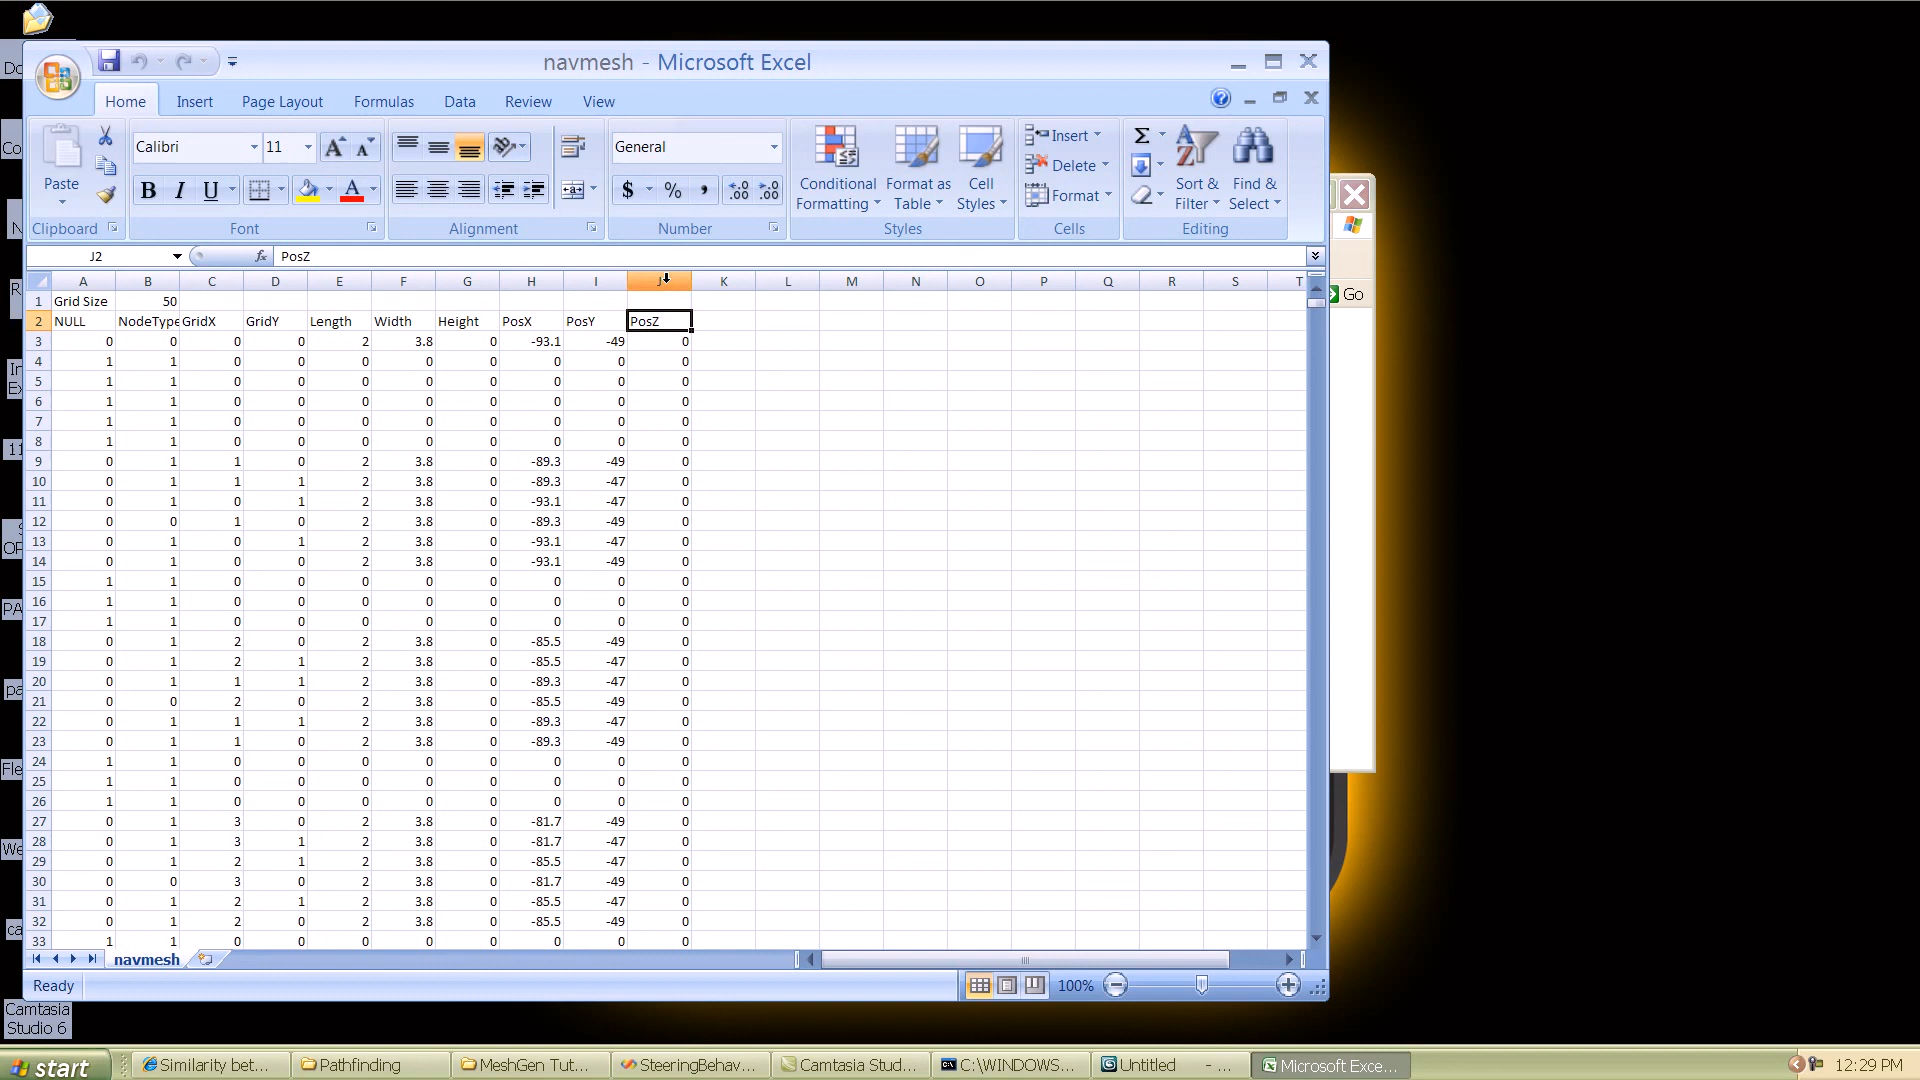 navmesh - Microsoft Excel
Home Insert Page Layout Formulas Data Review View
Paste
Clipboard
Calibri 11
B I U A
Font
Alignment
General
$ % ,
Number
Conditional Formatting
Format as Table
Cell Styles
Styles
Insert
Delete
Format
Cells
Σ
Sort & Filter
Find & Select
Editing
J2 fx PosZ
A B C D E F G H I J K L M N O P Q R S T
1 Grid Size 50
2 NULL NodeType GridX GridY Length Width Height PosX PosY PosZ
3 0 0 0 0 2 3.8 0 -93.1 -49 0
4 1 1 0 0 0 0 0 0 0 0
5 1 1 0 0 0 0 0 0 0 0
6 1 1 0 0 0 0 0 0 0 0
7 1 1 0 0 0 0 0 0 0 0
8 1 1 0 0 0 0 0 0 0 0
9 0 1 1 0 2 3.8 0 -89.3 -49 0
10 0 1 1 1 2 3.8 0 -89.3 -47 0
11 0 1 0 1 2 3.8 0 -93.1 -47 0
12 0 0 1 0 2 3.8 0 -89.3 -49 0
13 0 1 0 1 2 3.8 0 -93.1 -47 0
14 0 1 0 0 2 3.8 0 -93.1 -49 0
15 1 1 0 0 0 0 0 0 0 0
16 1 1 0 0 0 0 0 0 0 0
17 1 1 0 0 0 0 0 0 0 0
18 0 1 2 0 2 3.8 0 -85.5 -49 0
19 0 1 2 1 2 3.8 0 -85.5 -47 0
20 0 1 1 1 2 3.8 0 -89.3 -47 0
21 0 0 2 0 2 3.8 0 -85.5 -49 0
22 0 1 1 1 2 3.8 0 -89.3 -47 0
23 0 1 1 0 2 3.8 0 -89.3 -49 0
24 1 1 0 0 0 0 0 0 0 0
25 1 1 0 0 0 0 0 0 0 0
26 1 1 0 0 0 0 0 0 0 0
27 0 1 3 0 2 3.8 0 -81.7 -49 0
28 0 1 3 1 2 3.8 0 -81.7 -47 0
29 0 1 2 1 2 3.8 0 -85.5 -47 0
30 0 0 3 0 2 3.8 0 -81.7 -49 0
31 0 1 2 1 2 3.8 0 -85.5 -47 0
32 0 1 2 0 2 3.8 0 -85.5 -49 0
33 1 1 0 0 0 0 0 0 0 0
navmesh
Ready 100%
Go
Camtasia
Studio 6
start Similarity bet... Pathfinding MeshGen Tut... SteeringBehav... Camtasia Stud... C:\WINDOWS... Untitled - ... Microsoft Exce... 12:29 PM